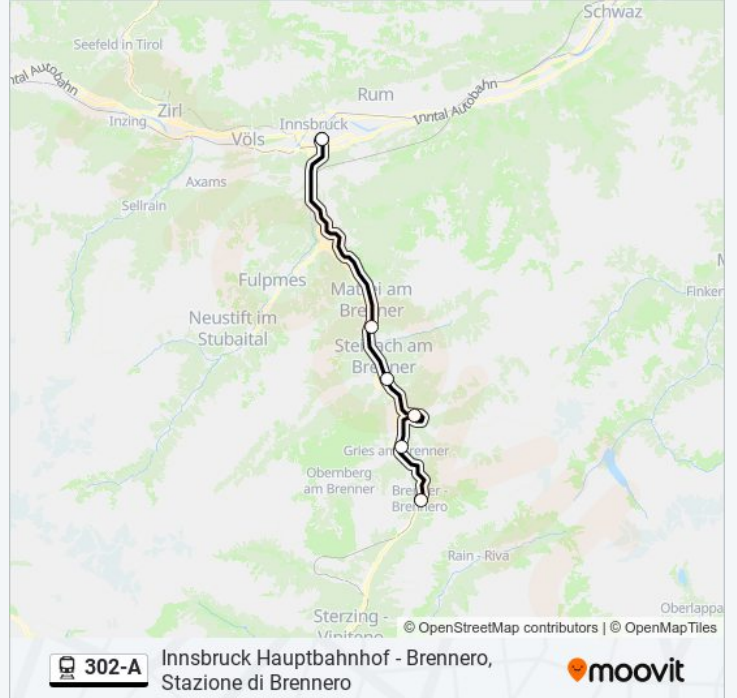 Schwaz
Seefeld in Tirol
Autobahn
Rum
Zirl
Inntal Autobahn
Inzing
Innsbruck
Völs
Axams
Sellrain
Fulpmes
Matrei am
Brenner
Finker
Neustift im
Stubaital
Steinach am
Brenner
Gries am Brenner
Obernberg
am Brenner
Brenner -
Brennero
Rain - Riva
Oberlappa
Sterzing -
Vipiteno
© OpenStreetMap contributors | © OpenMapTiles
302-A
Innsbruck Hauptbahnhof - Brennero,
Stazione di Brennero
moovit